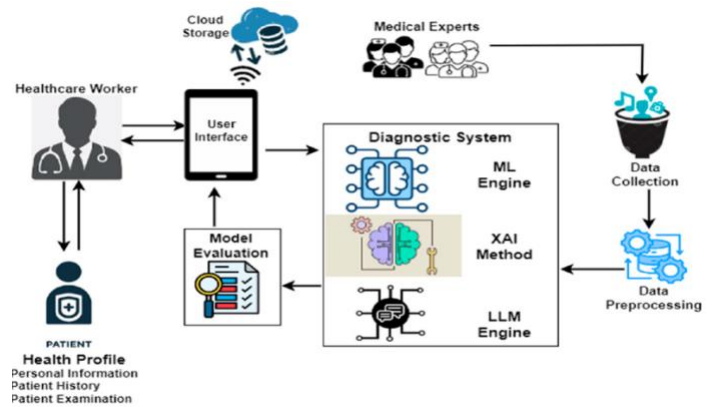 Cloud
Storage
Medical Experts
Healthcare Worker
User
Interface
Diagnostic System
ML
Engine
Data
Collection
XAI
Method
Model
Evaluation
Data
Preprocessing
LLM
Engine
PATIENT
Health Profile
Personal Information
Patient History
Patient Examination